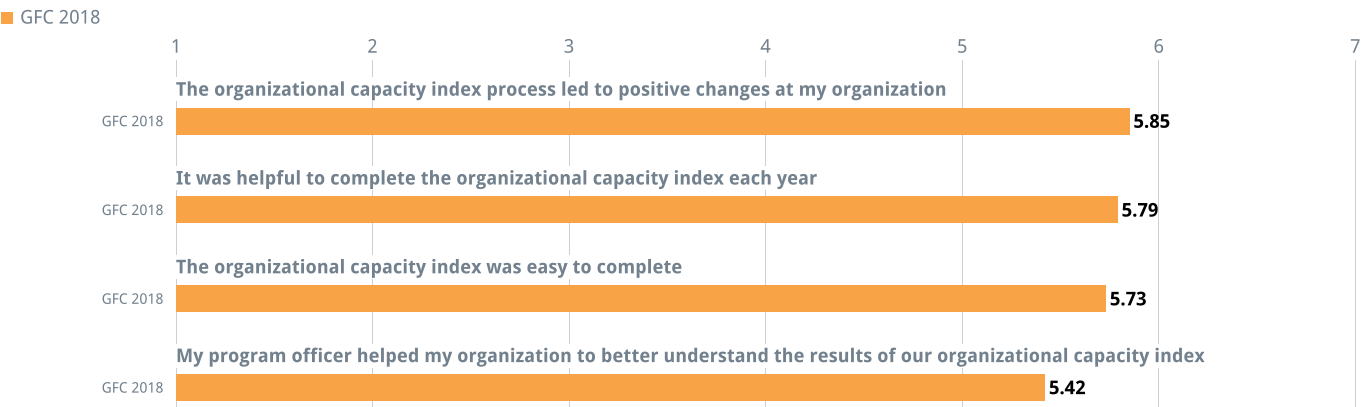 GFC 2018
1 2 3 4 5 6 7
The organizational capacity index process led to positive changes at my organization
GFC 2018 5.85
It was helpful to complete the organizational capacity index each year
GFC 2018 5.79
The organizational capacity index was easy to complete
GFC 2018 5.73
My program officer helped my organization to better understand the results of our organizational capacity index
GFC 2018 5.42